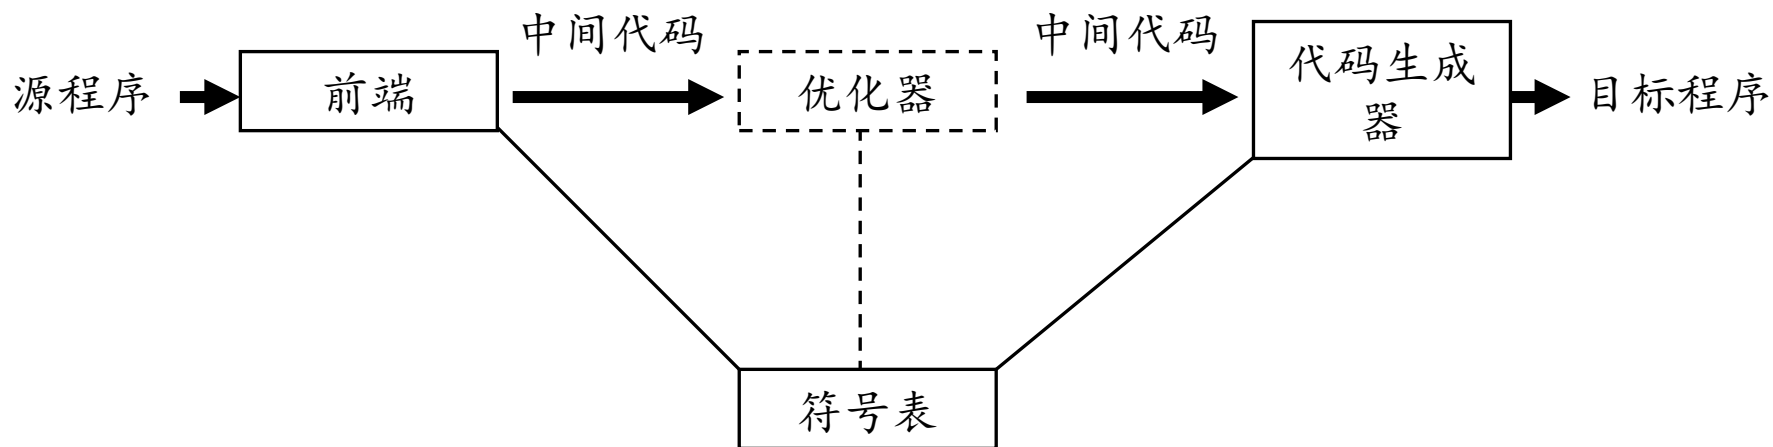 源程序
前端
中间代码
优化器
中间代码
代码生成
器
目标程序
符号表